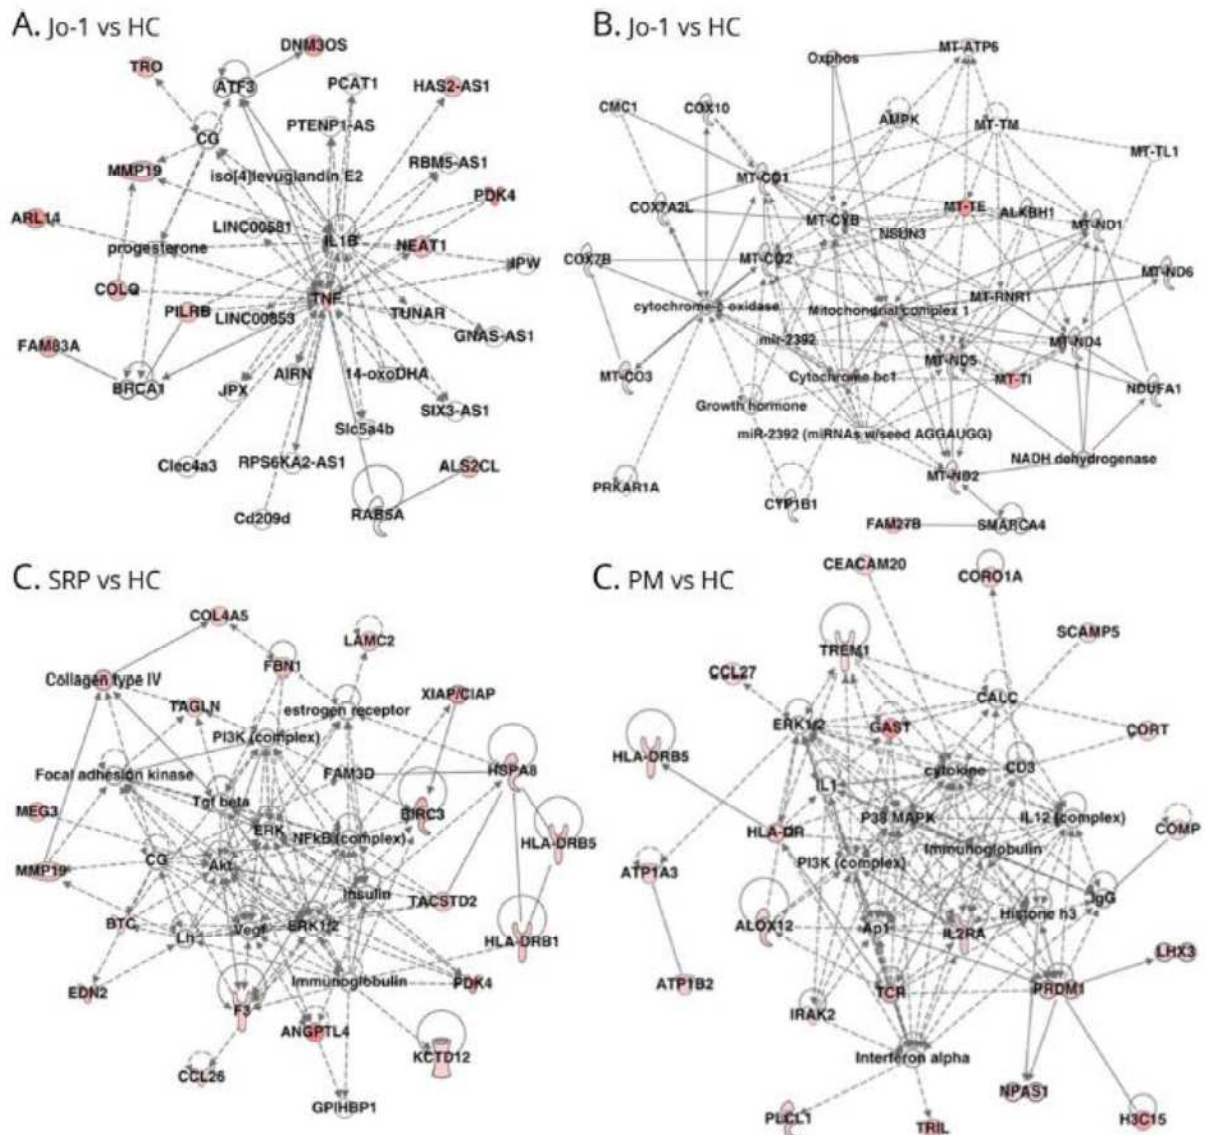 A. Jo-1 vs HC
DNM3OS
TRO
ATF3
PCAT1
HAS2-AS1
PTENP1-AS
CG
RBM5-AS1
MMP19
iso[4]levuglandin E2
PDK4
ARL14
LINC00581
IL1B
progesterone
NEAT1
IPW
COLQ
TNF
PILRB
LINC00853
TUNAR
GNAS-AS1
FAM83A
BRCA1
JPX
AIRN
14-oxoDHA
SIX3-AS1
Slc5a4b
Clec4a3
RPS6KA2-AS1
ALS2CL
Cd209d
RAB5A
B. Jo-1 vs HC
Oxphos
MT-ATP6
CMC1
COX10
AMPK
MT-TM
MT-TL1
MT-CO1
COX7A2L
MT-CYB
MT-TE
ALKBH1
NSUN3
MT-ND1
COX7B
MT-CO2
MT-ND6
cytochrome-c oxidase
Mitochondrial complex 1
MT-RNR1
mir-2392
MT-ND5
MT-ND4
MT-CO3
Cytochrome bc1
MT-TI
NDUFA1
Growth hormone
miR-2392 (miRNAs w/seed AGGAUGG)
NADH dehydrogenase
PRKAR1A
CYP1B1
MT-ND2
FAM27B
SMARCA4
C. SRP vs HC
COL4A5
LAMC2
FBN1
Collagen type IV
TAGLN
XIAP/CIAP
estrogen receptor
PI3K (complex)
Focal adhesion kinase
FAM3D
HSPA8
Tgf beta
MEG3
BIRC3
ERK
NFkB (complex)
HLA-DRB5
CG
MMP19
Akt
Insulin
TACSTD2
BTC
Lh
Vegf
ERK1/2
HLA-DRB1
EDN2
Immunoglobulin
PDK4
F3
ANGPTL4
KCTD12
CCL26
GPIHBP1
C. PM vs HC
CEACAM20
CORO1A
SCAMP5
TREM1
CCL27
CALC
ERK1/2
GAST
CORT
HLA-DRB5
cytokine
CD3
IL1
P38 MAPK
IL12 (complex)
HLA-DR
COMP
PI3K (complex)
Immunoglobulin
ATP1A3
IgG
ALOX12
Ap1
IL2RA
Histone h3
LHX3
ATP1B2
TCR
PRDM1
IRAK2
Interferon alpha
NPAS1
PLCL1
TRIL
H3C15